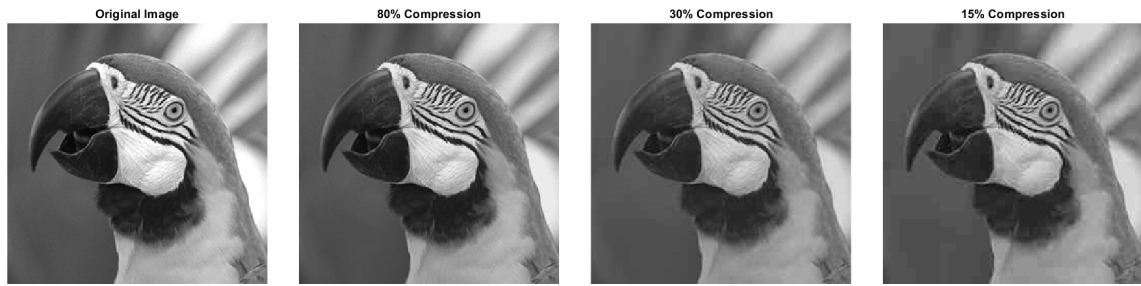 Original Image
80% Compression
30% Compression
15% Compression